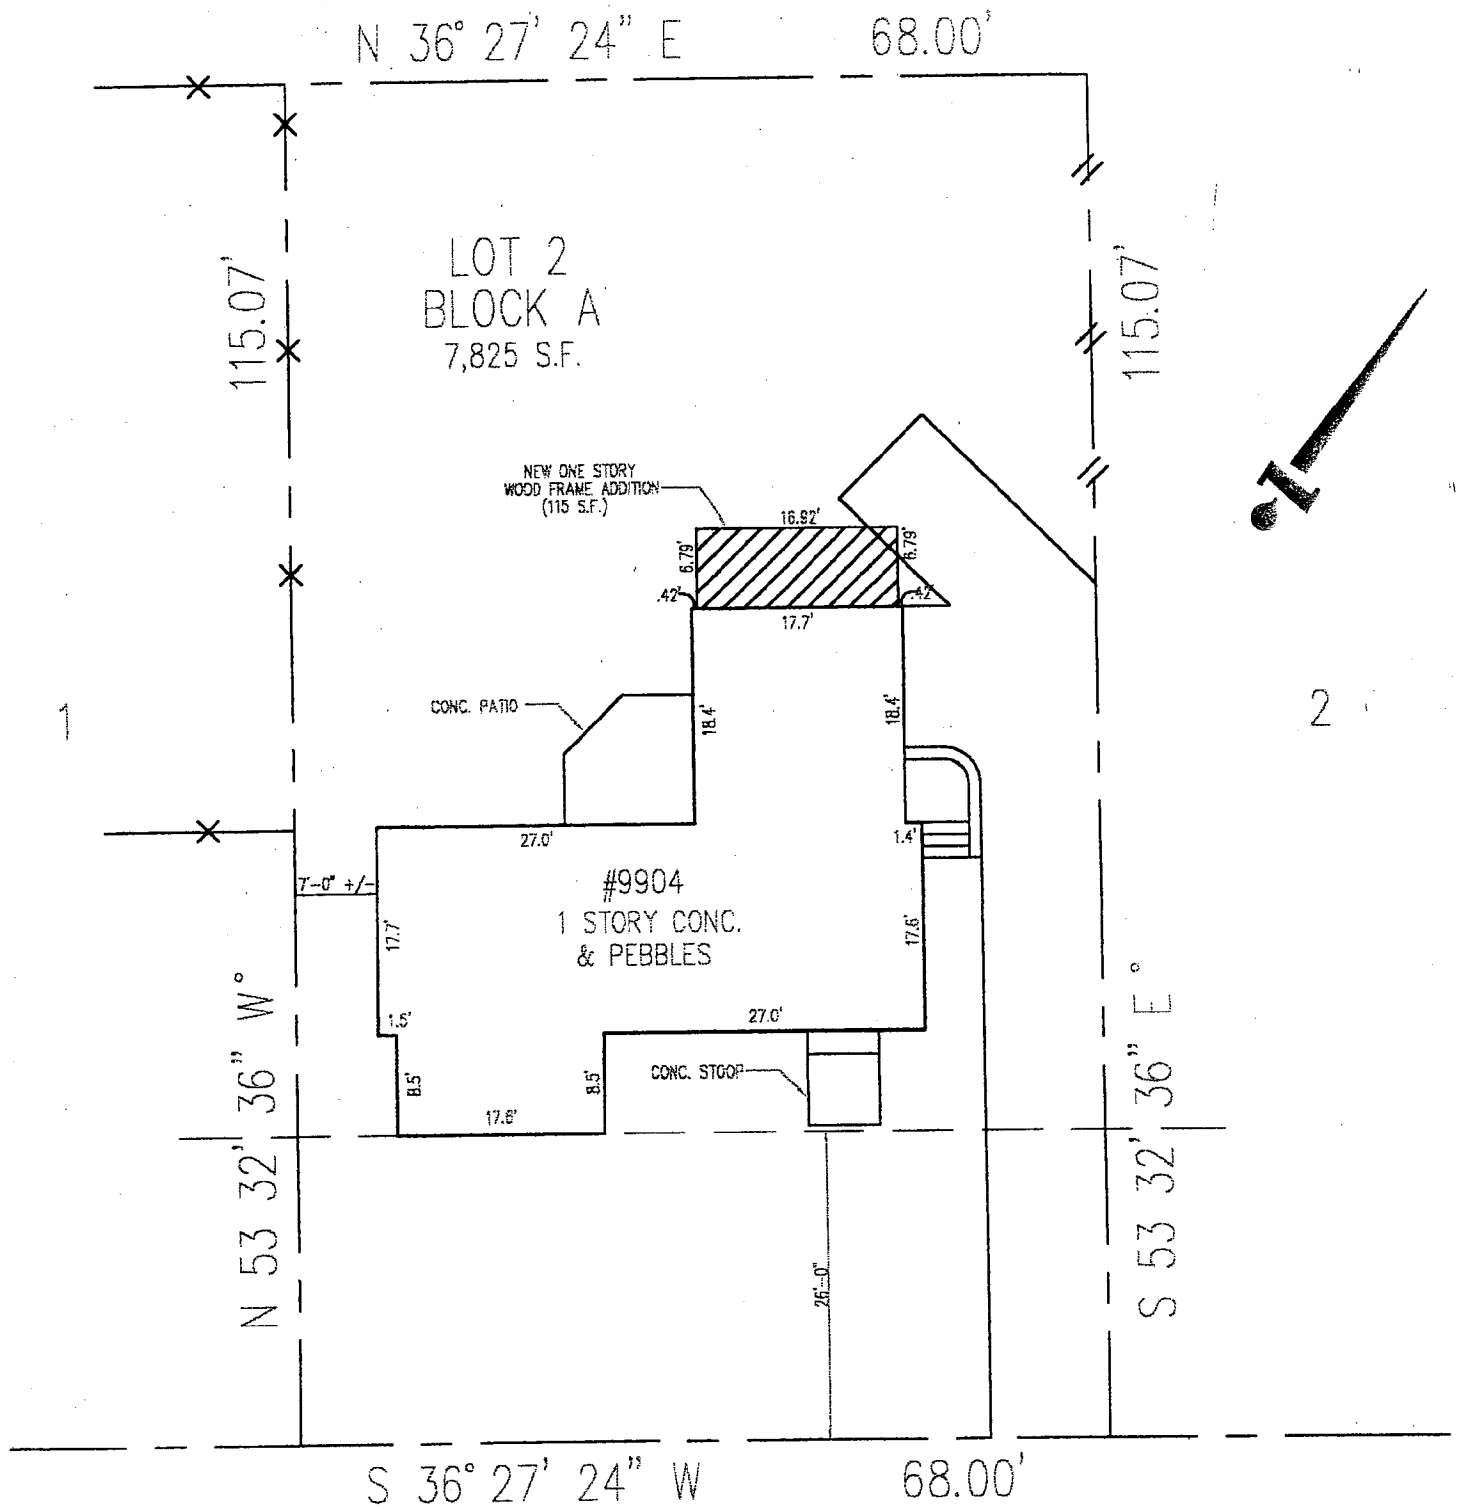 N 36° 27' 24" E 68.00'
115.07'
LOT 2
BLOCK A
7,825 S.F.
115.07'
NEW ONE STORY
WOOD FRAME ADDITION
(115 S.F.)
16.92'
6.79'
6.79'
.42'
.42'
17.7'
CONC. PATIO
18.4'
18.4'
1
2
27.0'
1.4'
7'-0" +/-
#9904
1 STORY CONC.
& PEBBLES
17.7'
17.6'
1.5'
27.0'
8.5'
8.5'
CONC. STOOP
17.6'
N 53 32' 36" W°
S 53 32' 36" E°
26'-0"
S 36° 27' 24" W 68.00'